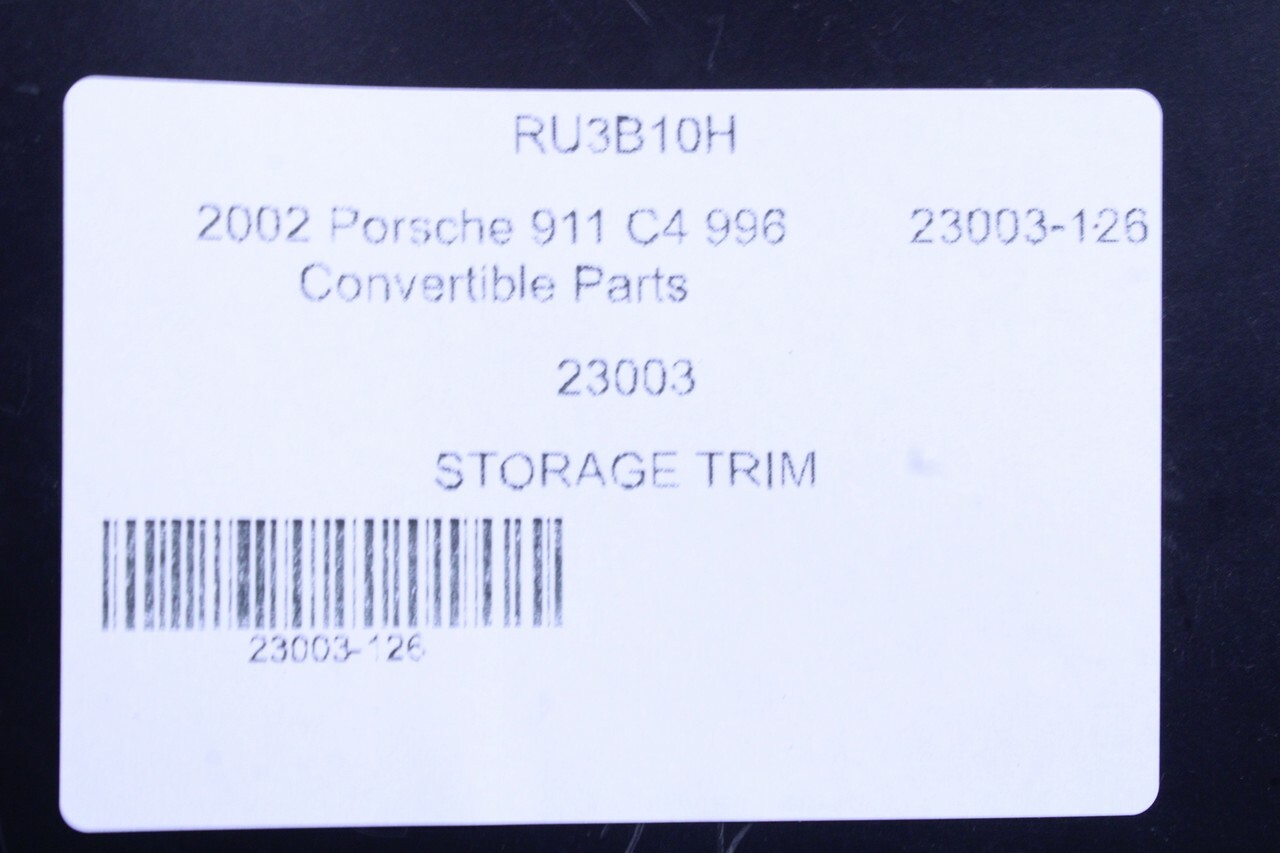 RU3B10H
2002 Porsche 911 C4 996 23003-126
Convertible Parts
23003
STORAGE TRIM
23003-126